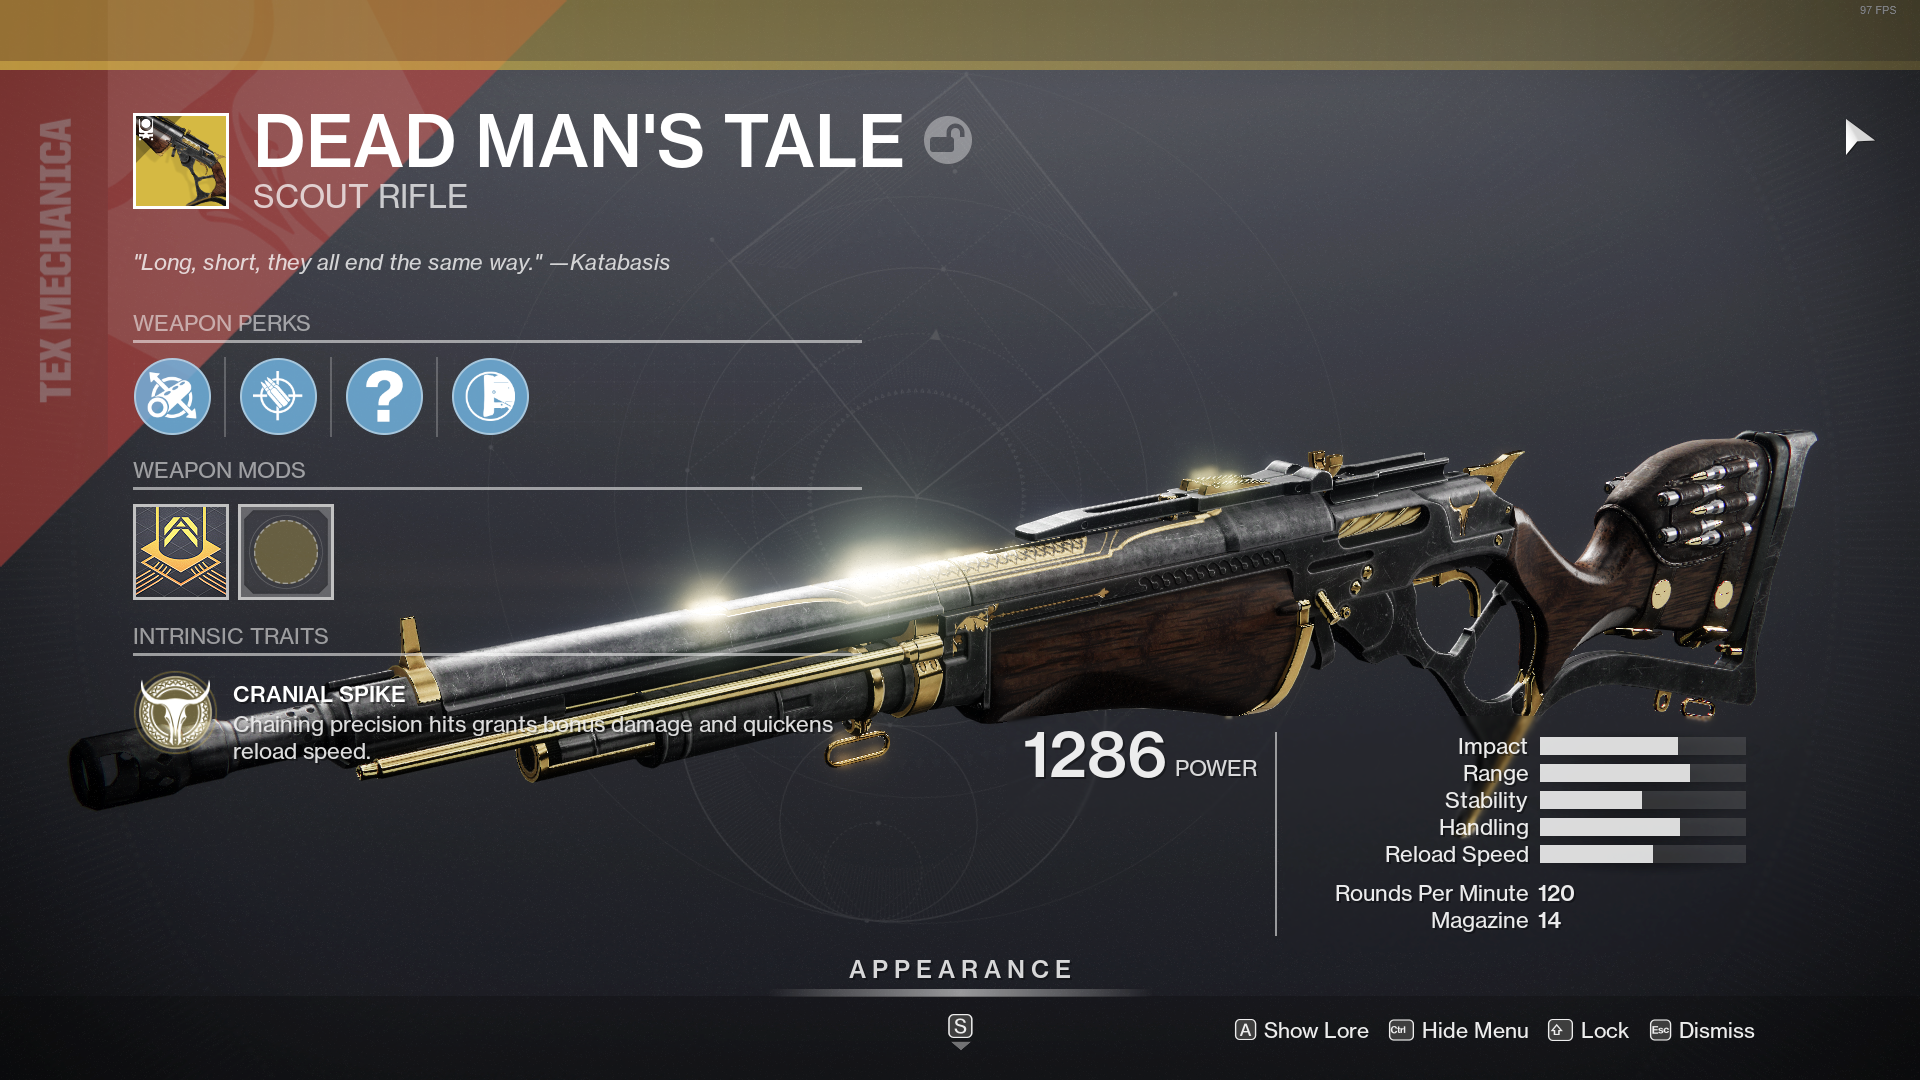 97 FPS
TEX MECHANICA
DEAD MAN'S TALE
SCOUT RIFLE
"Long, short, they all end the same way." —Katabasis
WEAPON PERKS
?
WEAPON MODS
INTRINSIC TRAITS
CRANIAL SPIKE
Chaining precision hits grants bonus damage and quickens
reload speed.
1286 POWER
Impact
Range
Stability
Handling
Reload Speed
Rounds Per Minute 120
Magazine 14
APPEARANCE
S
A Show Lore Ctrl Hide Menu Lock Esc Dismiss